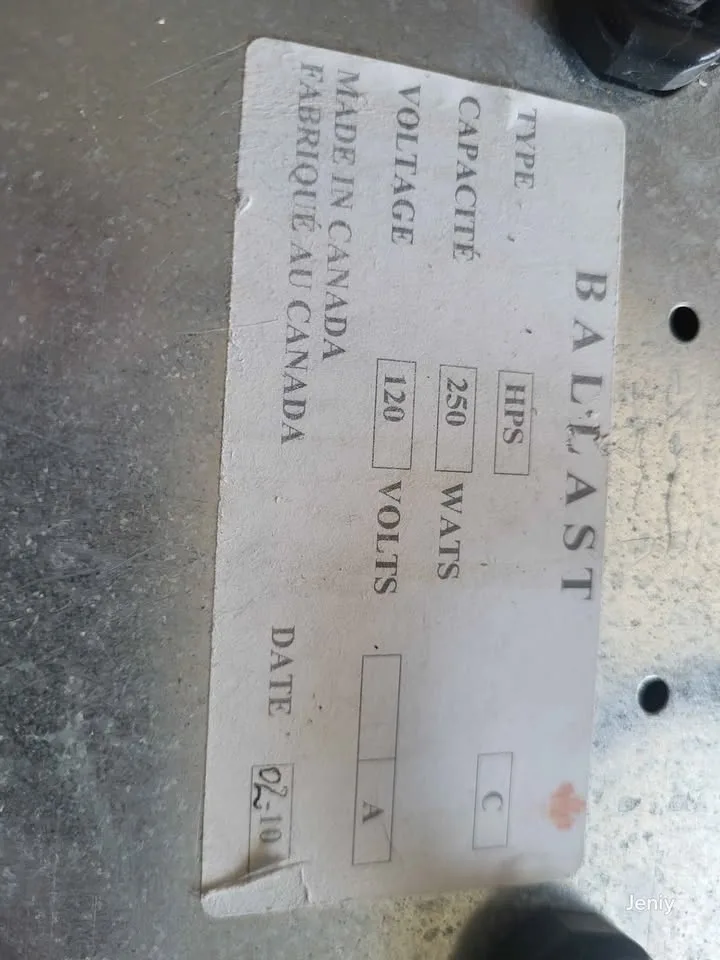 BALLAST
TYPE HPS C
CAPACITÉ 250 WATS
VOLTAGE 120 VOLTS A
MADE IN CANADA
FABRIQUÉ AU CANADA DATE 02-10
Jeniy